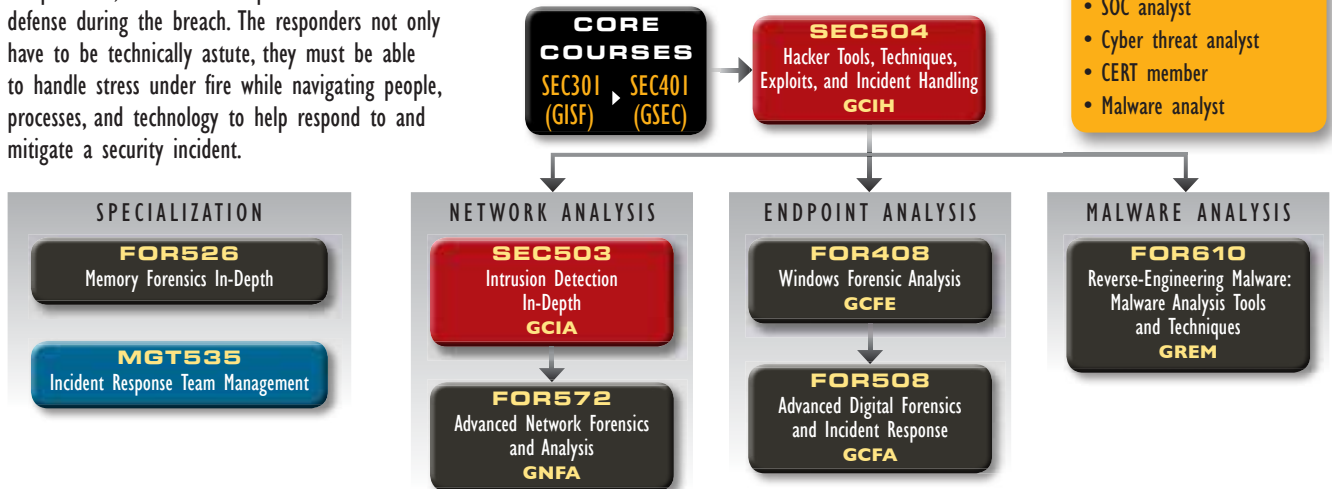 defense during the breach. The responders not only
have to be technically astute, they must be able
to handle stress under fire while navigating people,
processes, and technology to help respond to and
mitigate a security incident.
CORE
COURSES
SEC301
(GISF)
SEC401
(GSEC)
SEC504
Hacker Tools, Techniques,
Exploits, and Incident Handling
GCIH
• SOC analyst
• Cyber threat analyst
• CERT member
• Malware analyst
SPECIALIZATION
FOR526
Memory Forensics In-Depth
MGT535
Incident Response Team Management
NETWORK ANALYSIS
SEC503
Intrusion Detection
In-Depth
GCIA
FOR572
Advanced Network Forensics
and Analysis
GNFA
ENDPOINT ANALYSIS
FOR408
Windows Forensic Analysis
GCFE
FOR508
Advanced Digital Forensics
and Incident Response
GCFA
MALWARE ANALYSIS
FOR610
Reverse-Engineering Malware:
Malware Analysis Tools
and Techniques
GREM